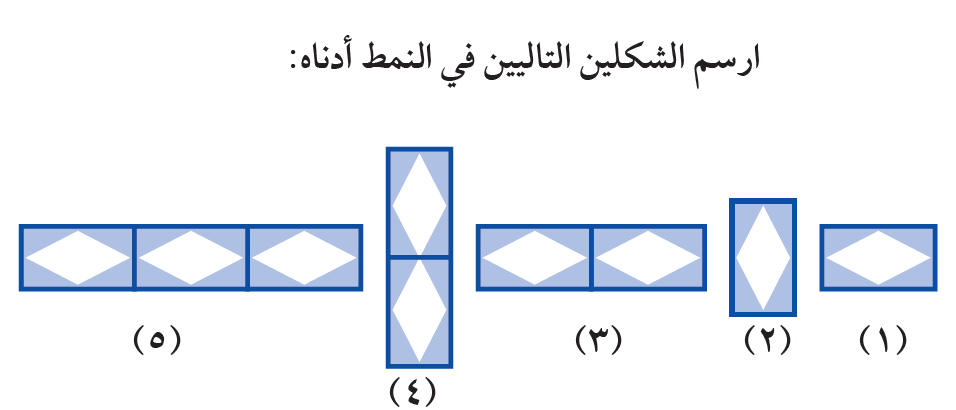 ارسم الشكلين التاليين في النمط أدناه:
(١) (٢) (٣) (٤) (٥)